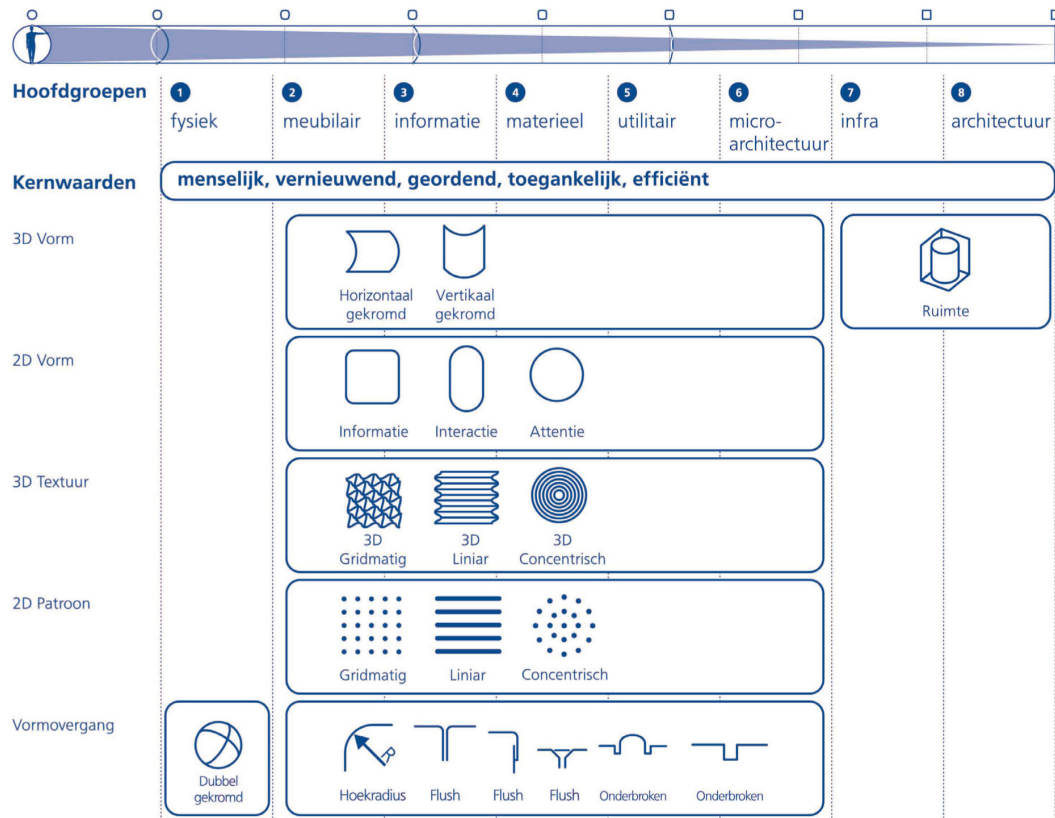 Hoofdgroepen
1 2 3 4 5 6 7 8
fysiek meubilair informatie materieel utilitair micro- infra architectuur
architectuur
Kernwaarden menselijk, vernieuwend, geordend, toegankelijk, efficiënt
3D Vorm
Horizontaal Vertikaal
gekromd gekromd
Ruimte
2D Vorm
Informatie Interactie Attentie
3D Textuur
3D 3D 3D
Gridmatig Liniar Concentrisch
2D Patroon
Gridmatig Liniar Concentrisch
Vormovergang
R
Dubbel
gekromd
Hoekradius Flush Flush Flush Onderbroken Onderbroken